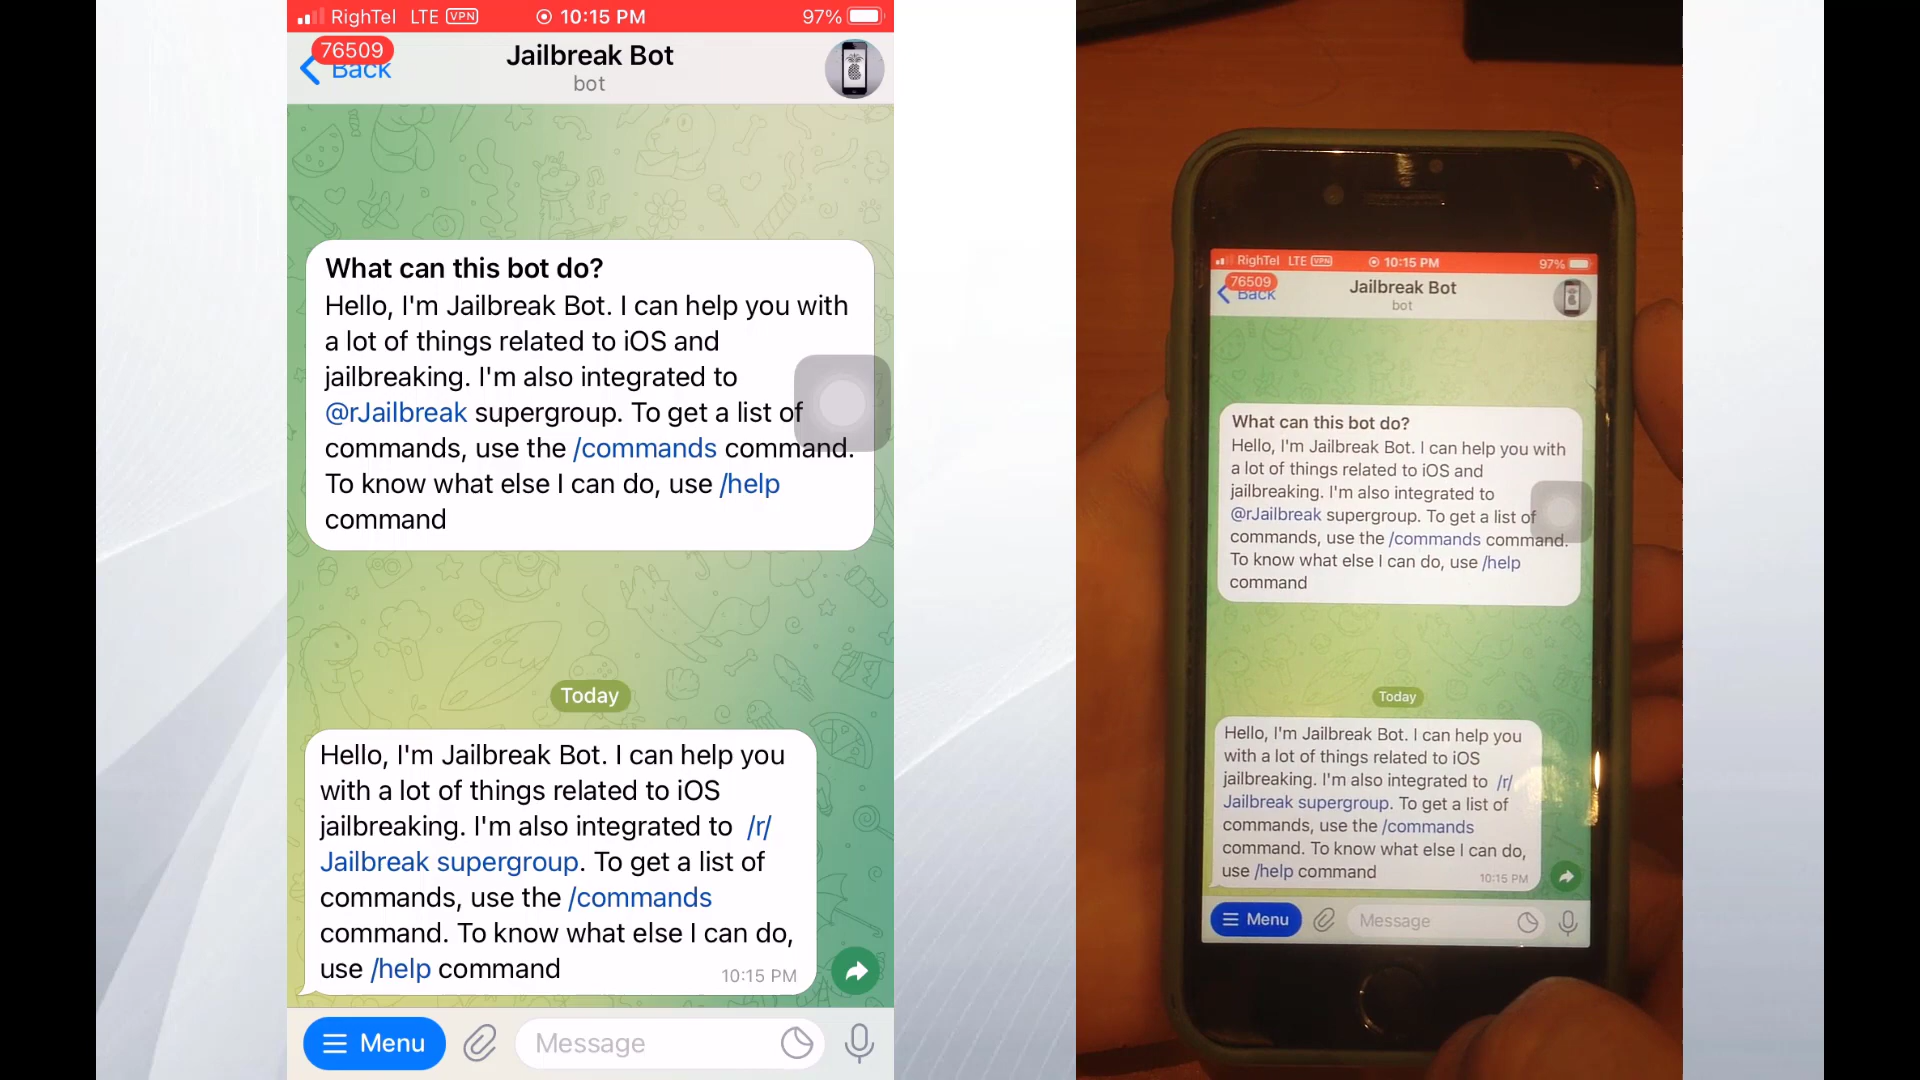 RighTel LTE VPN 10:15 PM 97%
76509
Back
Jailbreak Bot
bot
What can this bot do?
Hello, I'm Jailbreak Bot. I can help you with
a lot of things related to iOS and
jailbreaking. I'm also integrated to
@rJailbreak supergroup. To get a list of
commands, use the /commands command.
To know what else I can do, use /help
command
Today
Hello, I'm Jailbreak Bot. I can help you
with a lot of things related to iOS
jailbreaking. I'm also integrated to /r/
Jailbreak supergroup. To get a list of
commands, use the /commands
command. To know what else I can do,
use /help command
10:15 PM
Menu
Message
RighTel LTE VPN 10:15 PM 97%
76509
Back
Jailbreak Bot
bot
What can this bot do?
Hello, I'm Jailbreak Bot. I can help you with
a lot of things related to iOS and
jailbreaking. I'm also integrated to
@rJailbreak supergroup. To get a list of
commands, use the /commands command.
To know what else I can do, use /help
command
Today
Hello, I'm Jailbreak Bot. I can help you
with a lot of things related to iOS
jailbreaking. I'm also integrated to /r/
Jailbreak supergroup. To get a list of
commands, use the /commands
command. To know what else I can do,
use /help command
10:15 PM
Menu
Message